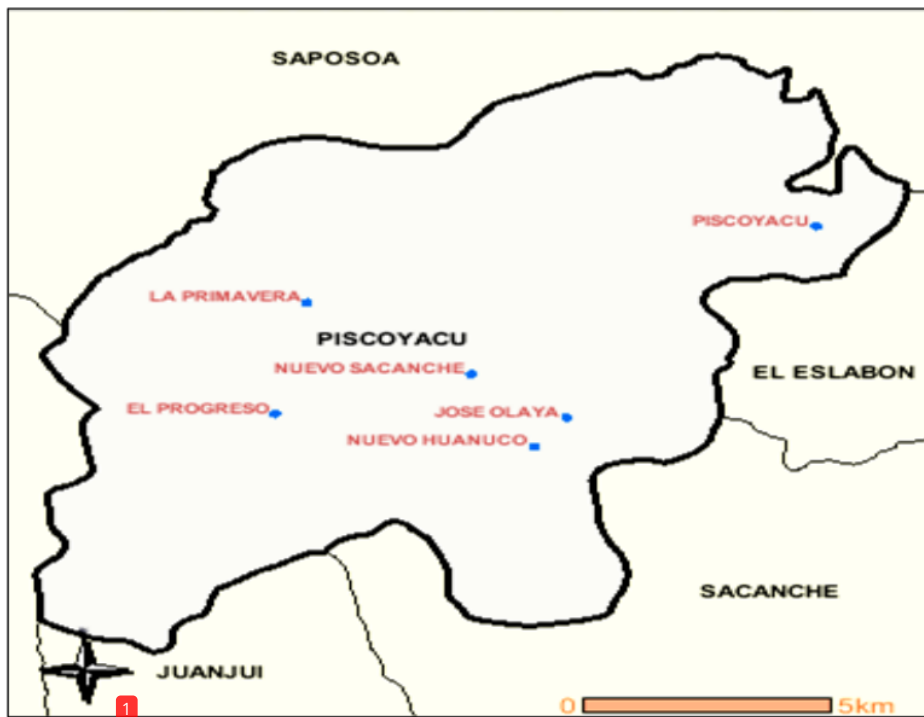 SAPOSOA
PISCOYACU
LA PRIMAVERA
PISCOYACU
NUEVO SACANCHE
EL ESLABON
EL PROGRESO
JOSE OLAYA
NUEVO HUANUCO
SACANCHE
JUANJUI
1
0 5km